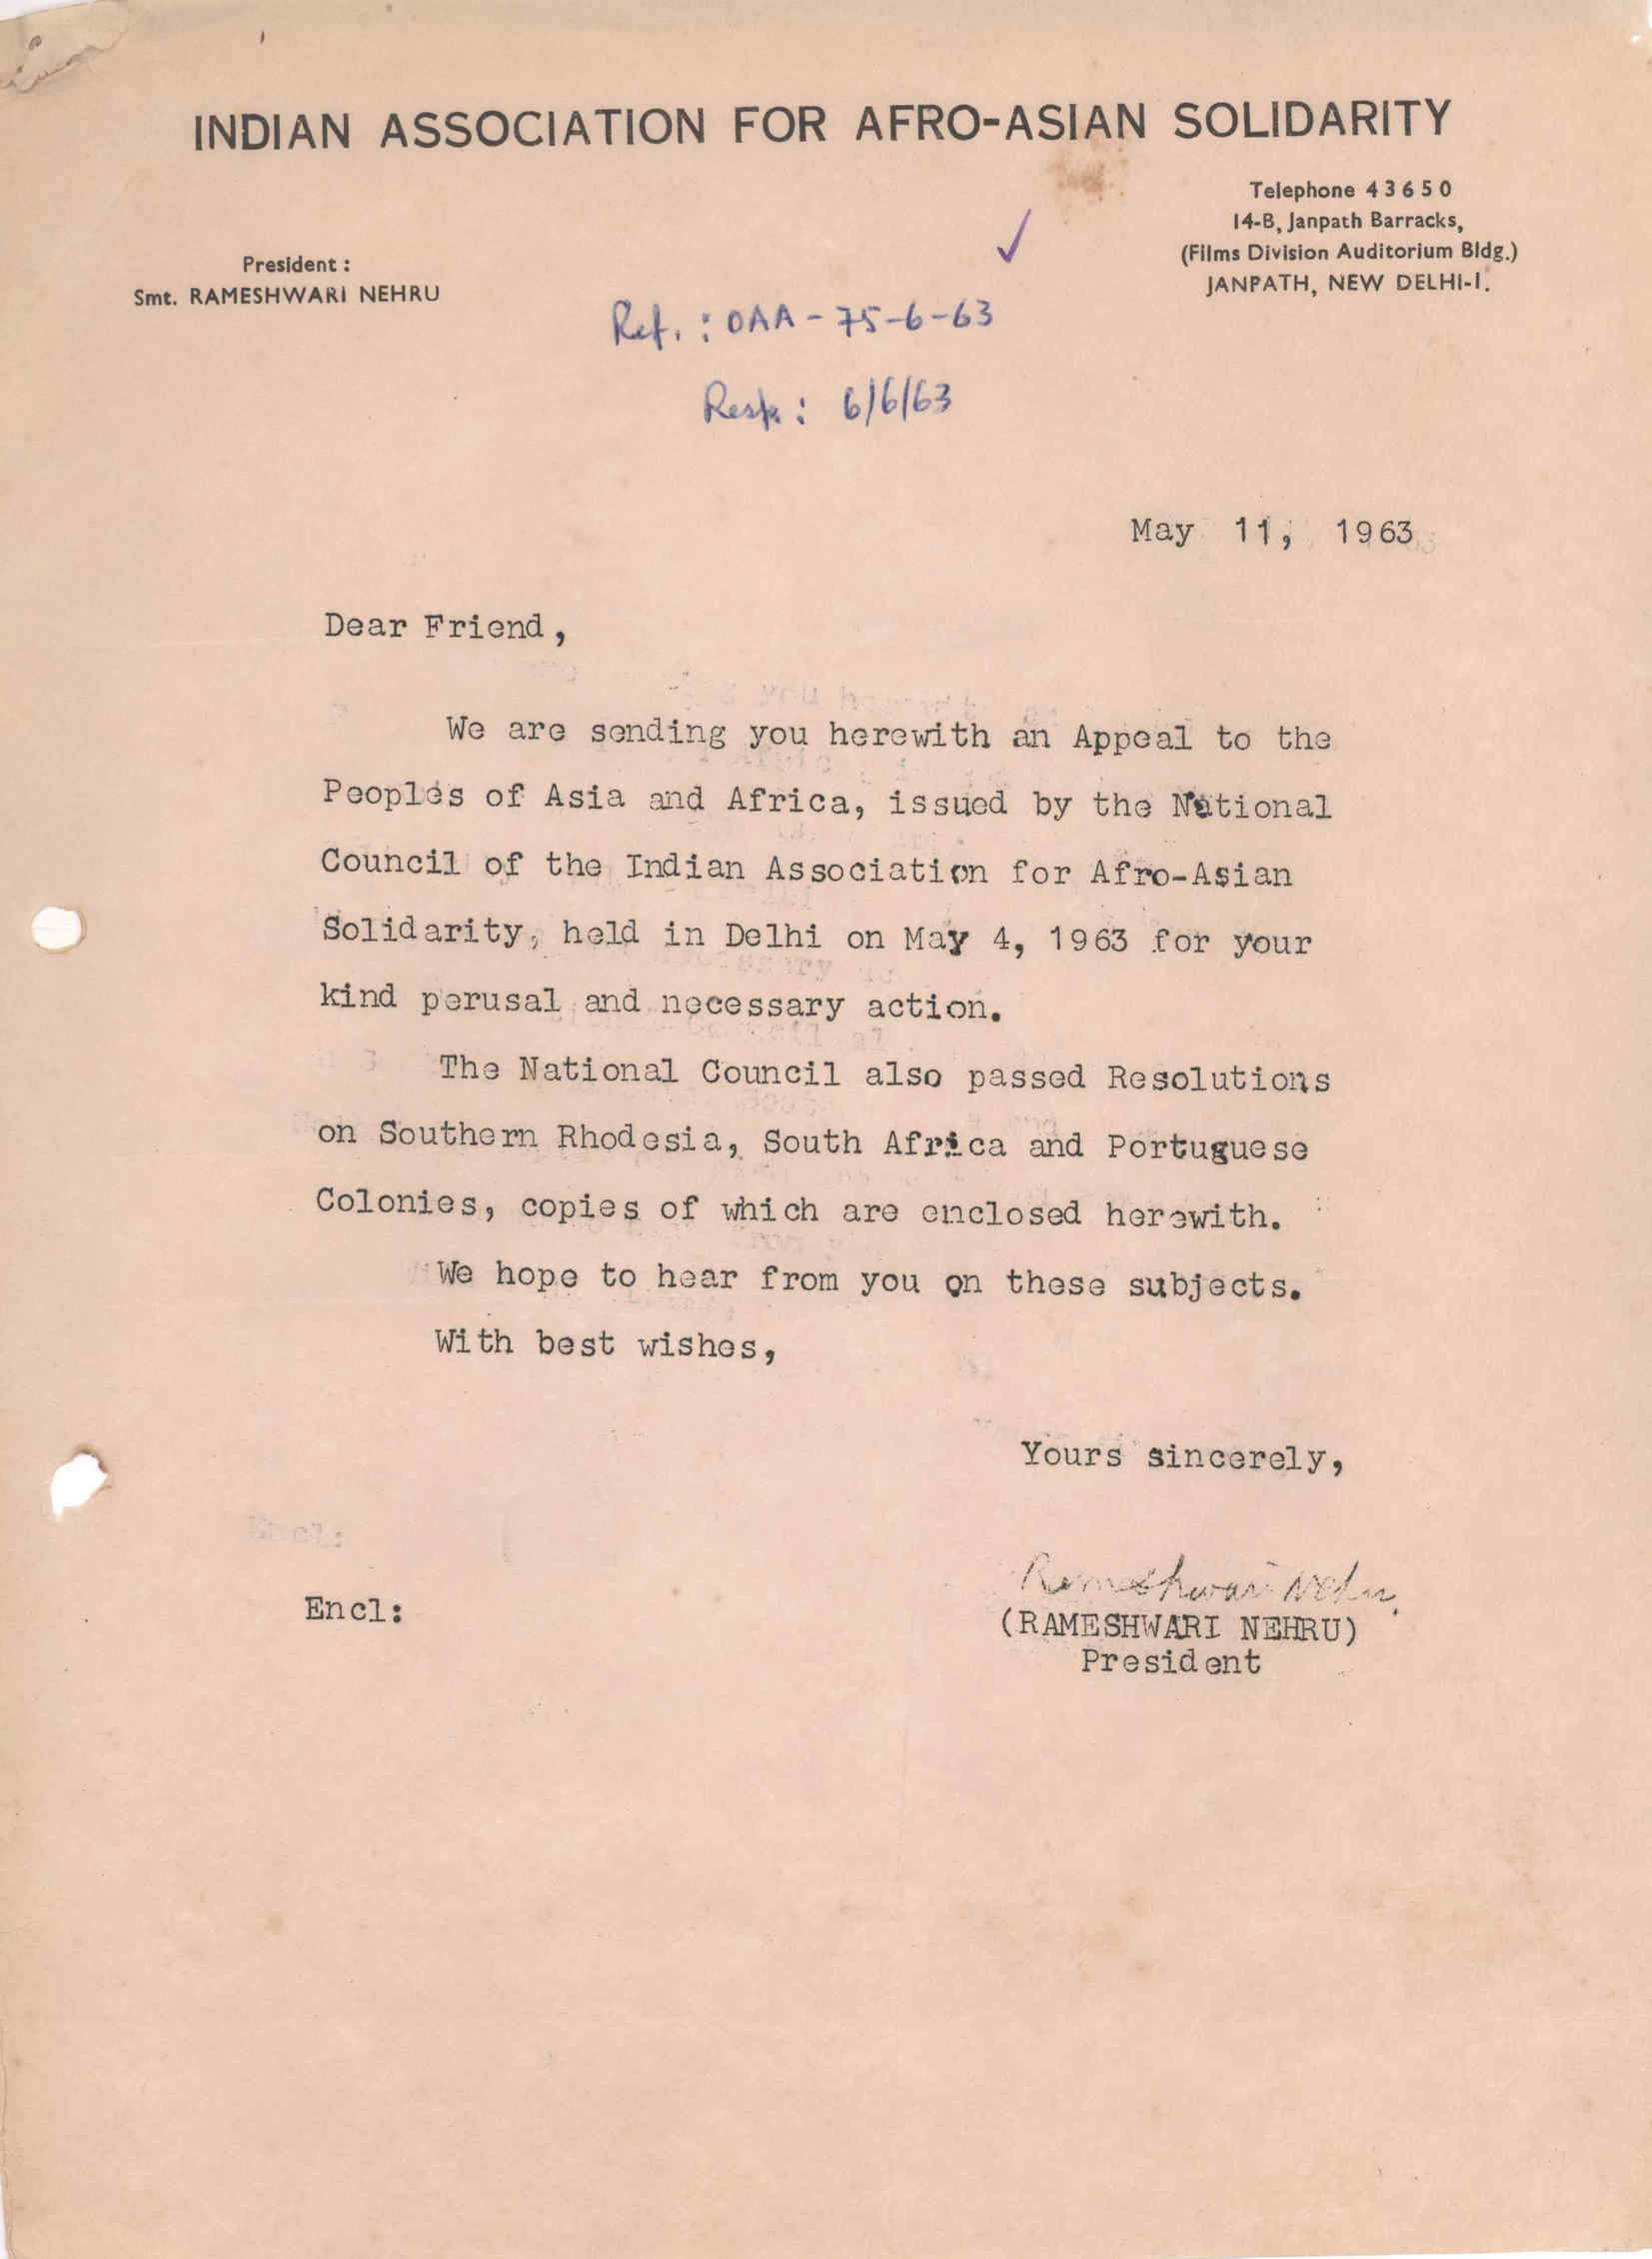 INDIAN ASSOCIATION FOR AFRO-ASIAN SOLIDARITY
Telephone 43650
14-B, Janpath Barracks,
(Films Division Auditorium Bldg.)
JANPATH, NEW DELHI-1.
President :
Smt. RAMESHWARI NEHRU
Ref. : OAA-75-6-63
Resp. : 6/6/63
May 11, 1963
Dear Friend,
We are sending you herewith an Appeal to the
Peoples of Asia and Africa, issued by the National
Council of the Indian Association for Afro-Asian
Solidarity, held in Delhi on May 4, 1963 for your
kind perusal and necessary action.
The National Council also passed Resolutions
on Southern Rhodesia, South Africa and Portuguese
Colonies, copies of which are enclosed herewith.
We hope to hear from you on these subjects.
With best wishes,
Yours sincerely,
Rameshwari Nehru
Encl:
(RAMESHWARI NEHRU)
President